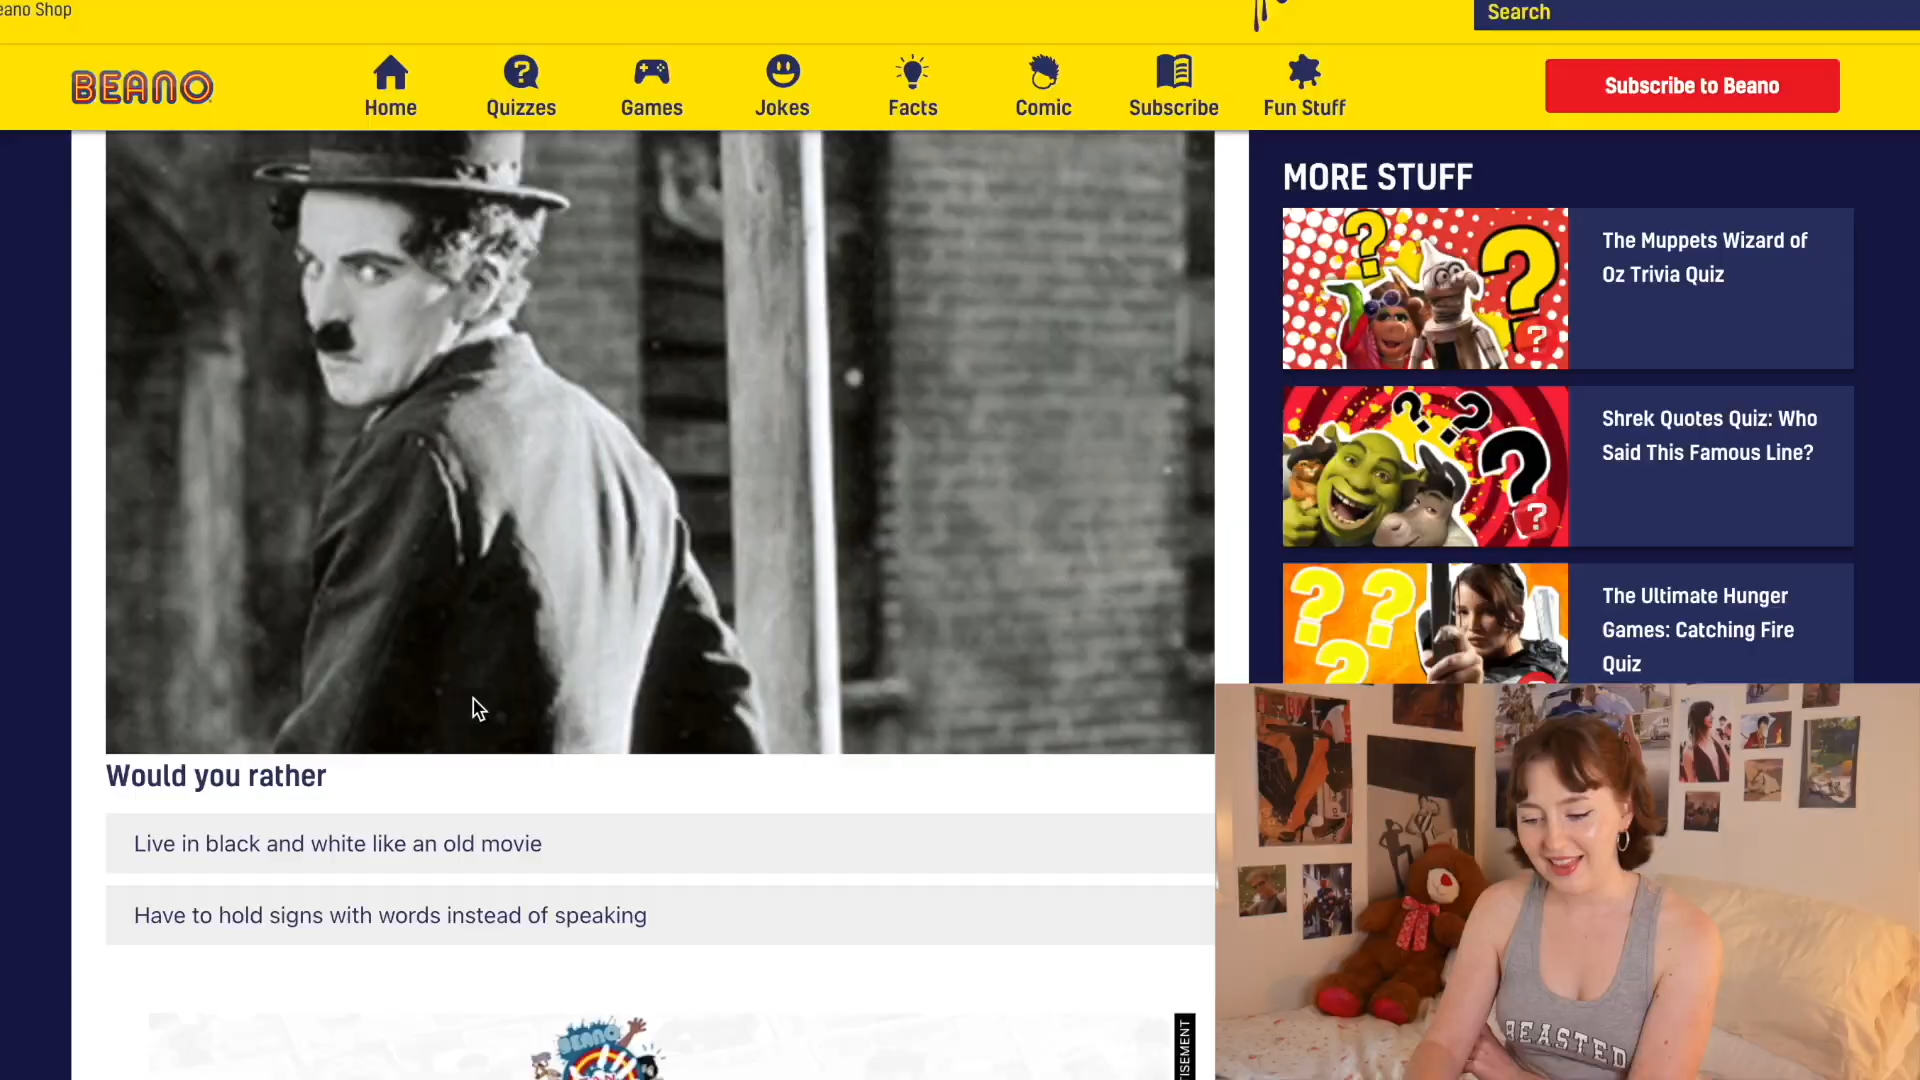 eano Shop
Search
BEANO
Home
Quizzes
Games
Jokes
Facts
Comic
Subscribe
Fun Stuff
Subscribe to Beano
MORE STUFF
The Muppets Wizard of
Oz Trivia Quiz
Shrek Quotes Quiz: Who
Said This Famous Line?
The Ultimate Hunger
Games: Catching Fire
Quiz
Would you rather
Live in black and white like an old movie
Have to hold signs with words instead of speaking
BEANO
TISEMENT
BEASTED